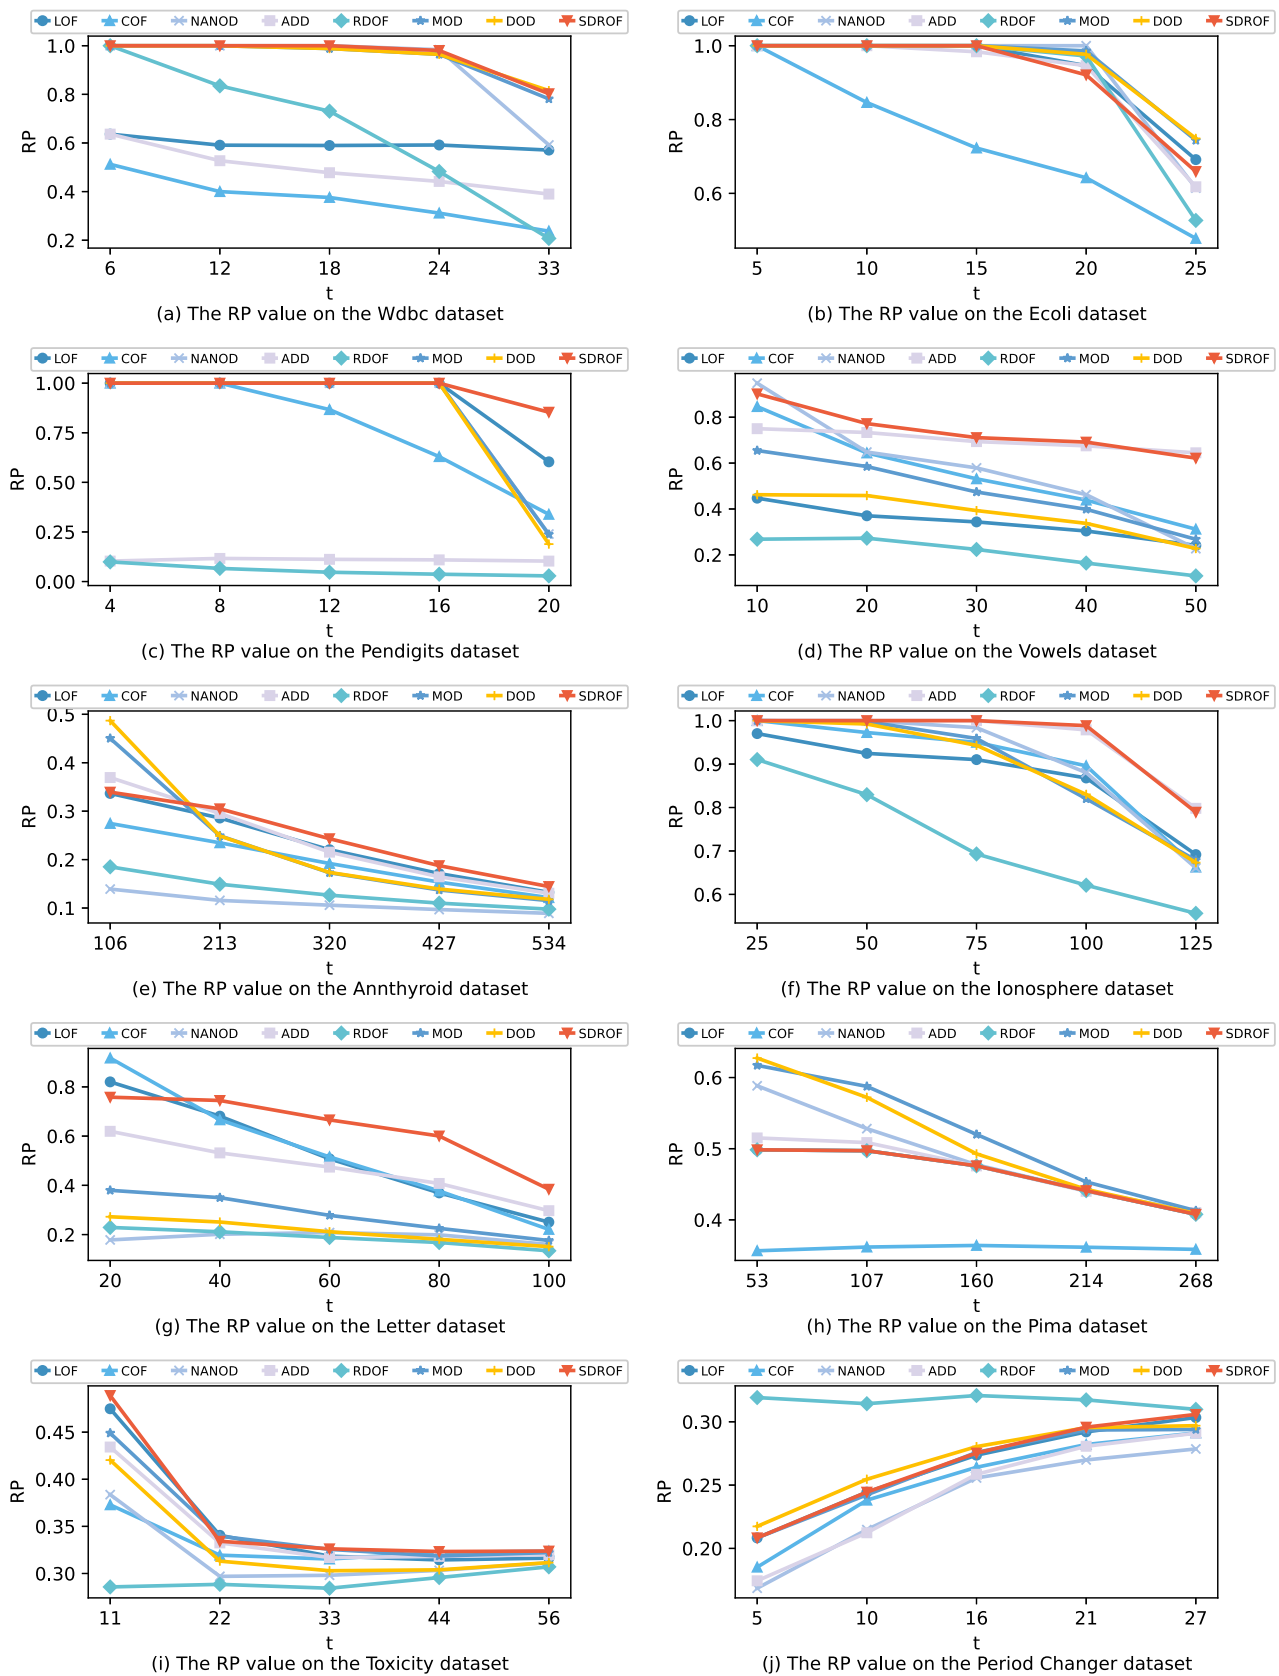 LOF COF NANOD ADD RDOF MOD DOD SDROF
1.0
0.8
0.6
0.4
0.2
RP
6 12 18 24 33
t
(a) The RP value on the Wdbc dataset
LOF COF NANOD ADD RDOF MOD DOD SDROF
1.0
0.8
0.6
RP
5 10 15 20 25
t
(b) The RP value on the Ecoli dataset
LOF COF NANOD ADD RDOF MOD DOD SDROF
1.00
0.75
0.50
0.25
0.00
RP
4 8 12 16 20
t
(c) The RP value on the Pendigits dataset
LOF COF NANOD ADD RDOF MOD DOD SDROF
0.8
0.6
0.4
0.2
RP
10 20 30 40 50
t
(d) The RP value on the Vowels dataset
LOF COF NANOD ADD RDOF MOD DOD SDROF
0.5
0.4
0.3
0.2
0.1
RP
106 213 320 427 534
t
(e) The RP value on the Annthyroid dataset
LOF COF NANOD ADD RDOF MOD DOD SDROF
1.0
0.9
0.8
0.7
0.6
RP
25 50 75 100 125
t
(f) The RP value on the Ionosphere dataset
LOF COF NANOD ADD RDOF MOD DOD SDROF
0.8
0.6
0.4
0.2
RP
20 40 60 80 100
t
(g) The RP value on the Letter dataset
LOF COF NANOD ADD RDOF MOD DOD SDROF
0.6
0.5
0.4
RP
53 107 160 214 268
t
(h) The RP value on the Pima dataset
LOF COF NANOD ADD RDOF MOD DOD SDROF
0.45
0.40
0.35
0.30
RP
11 22 33 44 56
t
(i) The RP value on the Toxicity dataset
LOF COF NANOD ADD RDOF MOD DOD SDROF
0.30
0.25
0.20
RP
5 10 16 21 27
t
(j) The RP value on the Period Changer dataset